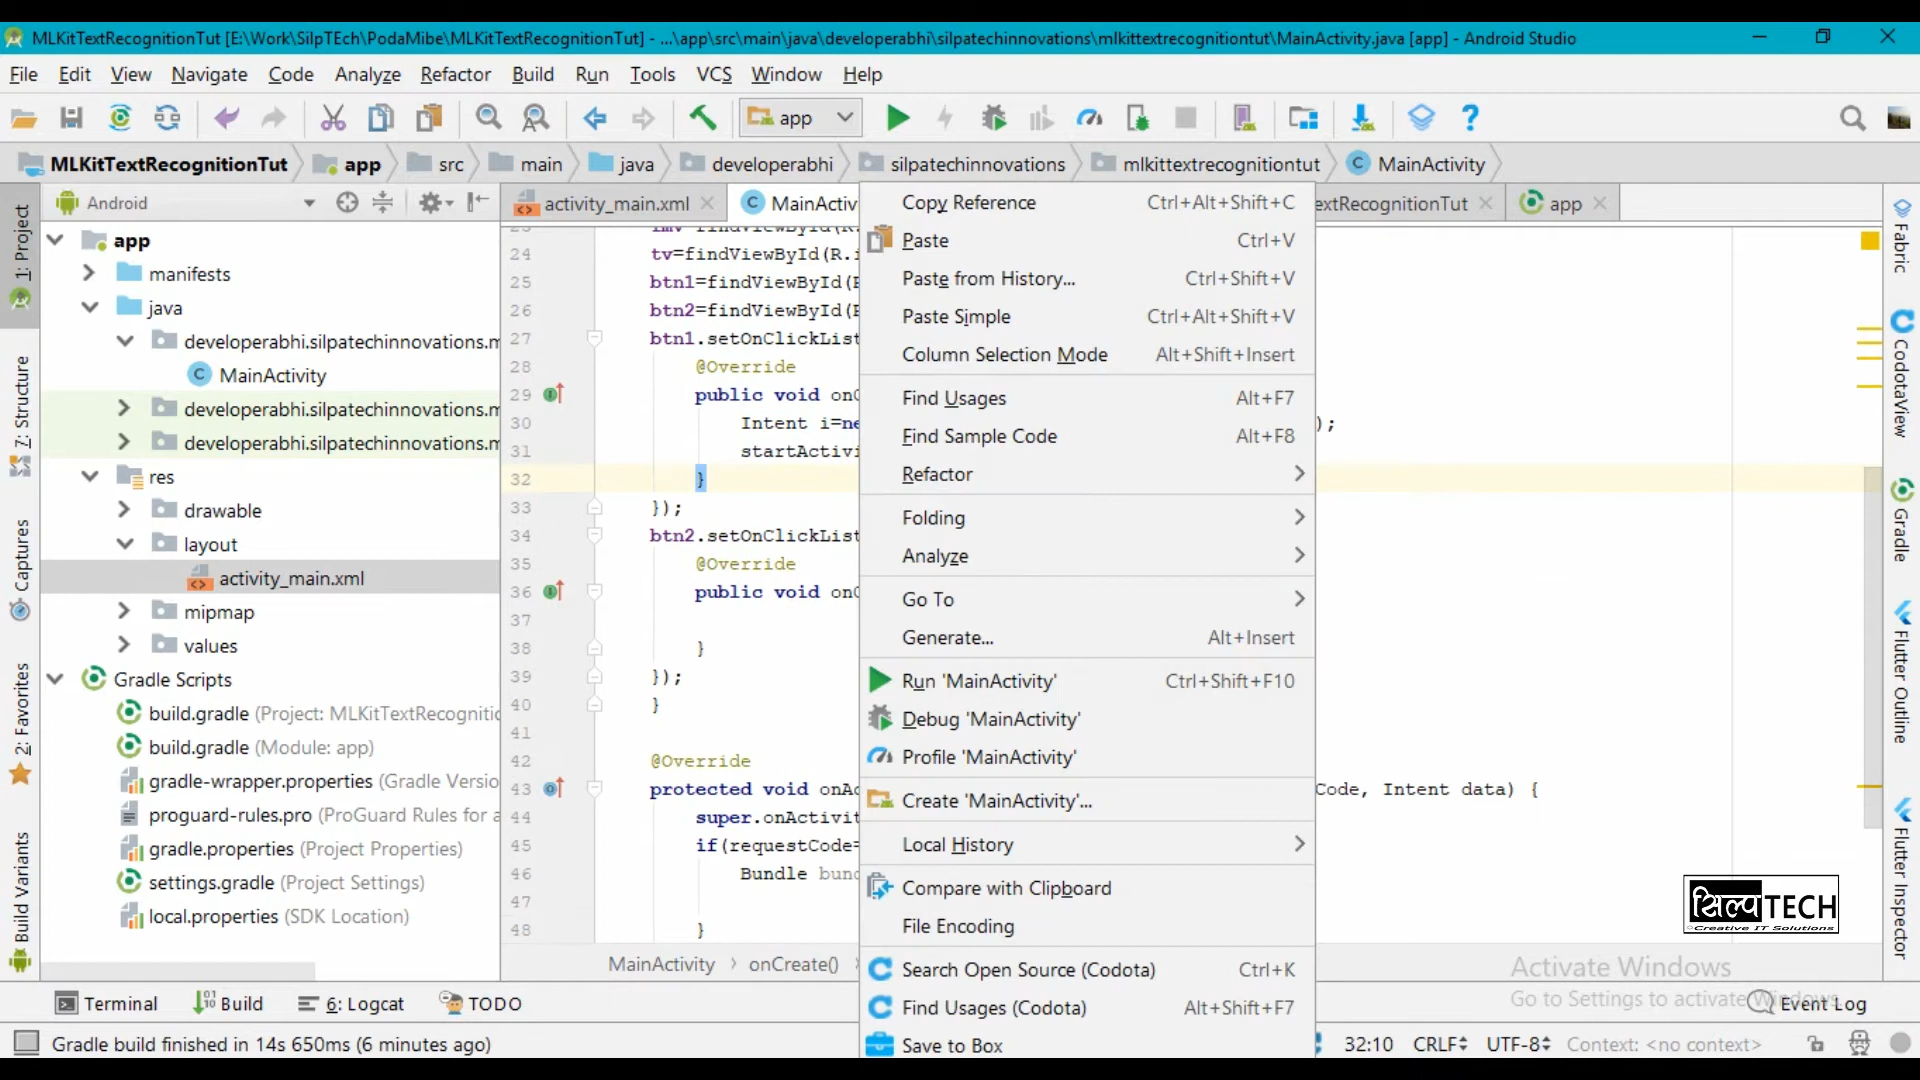 MLKitTextRecognitionTut [E:\Work\SilpTEch\PodaMibe\MLKitTextRecognitionTut] - ...\app\src\main\java\developerabhi\silpatechinnovations\mlkittextrecognitiontut\MainActivity.java [app] - Android Studio
File Edit View Navigate Code Analyze Refactor Build Run Tools VCS Window Help
app
MLKitTextRecognitionTut app src main java developerabhi silpatechinnovations mlkittextrecognitiontut MainActivity
Android
activity_main.xml MainActiv extRecognitionTut app
1: Project
7: Structure
Captures
2: Favorites
Build Variants
app
manifests
java
developerabhi.silpatechinnovations.m
MainActivity
developerabhi.silpatechinnovations.m
developerabhi.silpatechinnovations.m
res
drawable
layout
activity_main.xml
mipmap
values
Gradle Scripts
build.gradle (Project: MLKitTextRecognitio
build.gradle (Module: app)
gradle-wrapper.properties (Gradle Versio
proguard-rules.pro (ProGuard Rules for a
gradle.properties (Project Properties)
settings.gradle (Project Settings)
local.properties (SDK Location)
24 tv=findViewById(R.i
25 btn1=findViewById(
26 btn2=findViewById(
27 btn1.setOnClickList
28 @Override
29 public void on
30 Intent i=ne );
31 startActivi
32 }
33 });
34 btn2.setOnClickList
35 @Override
36 public void on
37
38 }
39 });
40 }
41
42 @Override
43 protected void onAc Code, Intent data) {
44 super.onActivit
45 if(requestCode=
46 Bundle bund
47
48 }
MainActivity › onCreate()
Copy Reference Ctrl+Alt+Shift+C
Paste Ctrl+V
Paste from History... Ctrl+Shift+V
Paste Simple Ctrl+Alt+Shift+V
Column Selection Mode Alt+Shift+Insert
Find Usages Alt+F7
Find Sample Code Alt+F8
Refactor
Folding
Analyze
Go To
Generate... Alt+Insert
Run 'MainActivity' Ctrl+Shift+F10
Debug 'MainActivity'
Profile 'MainActivity'
Create 'MainActivity'...
Local History
Compare with Clipboard
File Encoding
Search Open Source (Codota) Ctrl+K
Find Usages (Codota) Alt+Shift+F7
Save to Box
Fabric
CodotaView
Gradle
Flutter Outline
Flutter Inspector
सिल्पTECH
Creative IT Solutions
Activate Windows
Go to Settings to activate Windows.
Terminal Build 6: Logcat TODO Event Log
Gradle build finished in 14s 650ms (6 minutes ago) 32:10 CRLF UTF-8 Context: <no context>